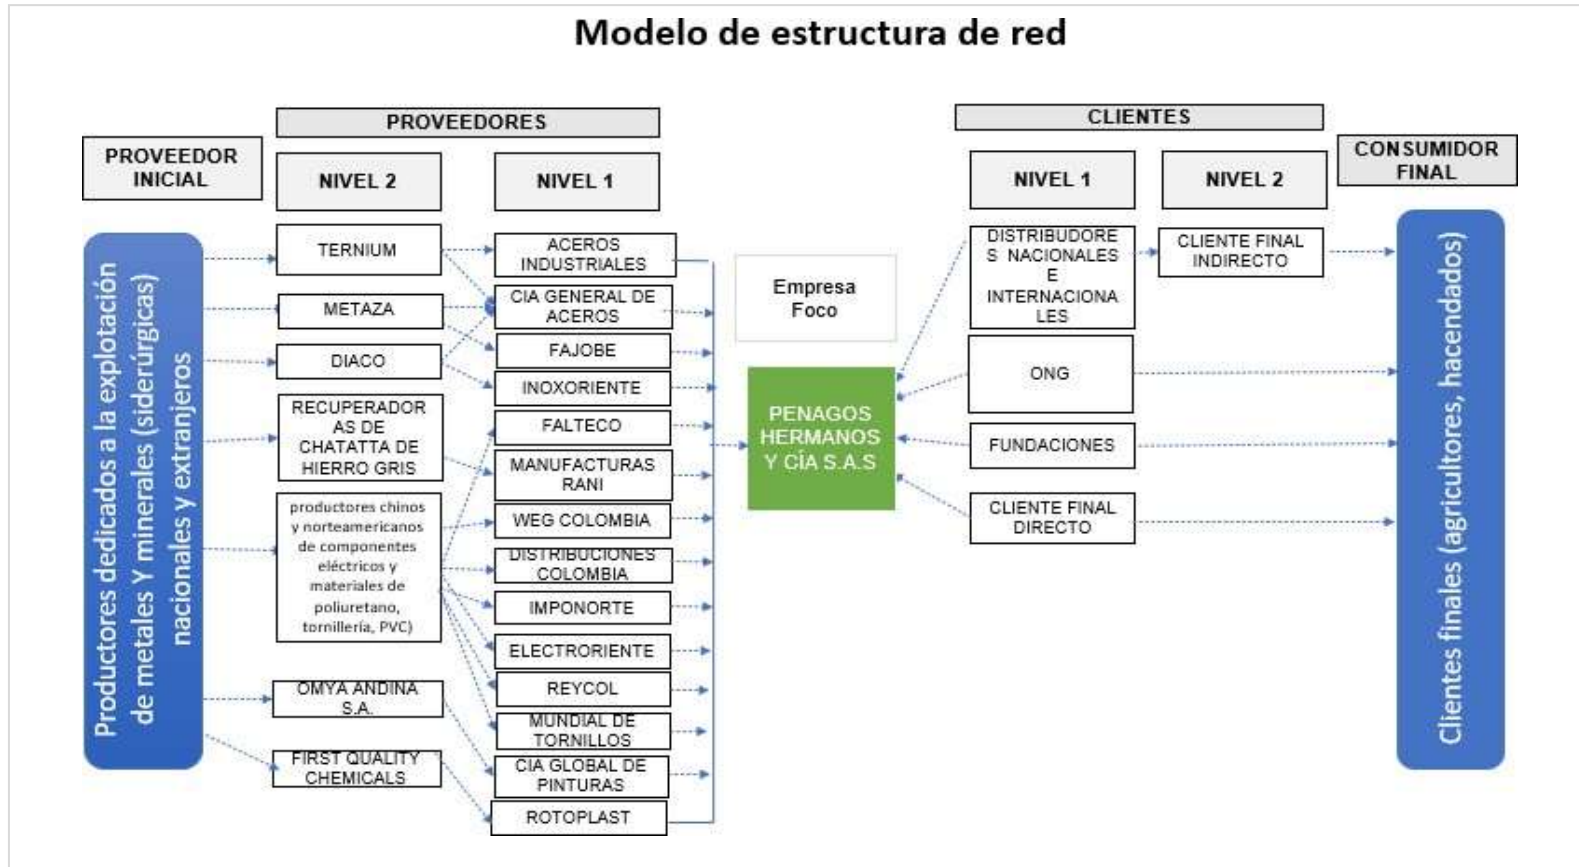 Modelo de estructura de red
PROVEEDORES
CLIENTES
PROVEEDOR
INICIAL
NIVEL 2
NIVEL 1
NIVEL 1
NIVEL 2
CONSUMIDOR
FINAL
Productores dedicados a la explotación
de metales Y minerales (siderúrgicas)
nacionales y extranjeros
TERNIUM
METAZA
DIACO
RECUPERADOR
AS DE
CHATATTA DE
HIERRO GRIS
productores chinos
y norteamericanos
de componentes
eléctricos y
materiales de
poliuretano,
tornillería, PVC)
OMYA ANDINA
S.A.
FIRST QUALITY
CHEMICALS
ACEROS
INDUSTRIALES
CIA GENERAL DE
ACEROS
FAJOBE
INOXORIENTE
FALTECO
MANUFACTURAS
RANI
WEG COLOMBIA
DISTRIBUCIONES
COLOMBIA
IMPONORTE
ELECTRORIENTE
REYCOL
MUNDIAL DE
TORNILLOS
CIA GLOBAL DE
PINTURAS
ROTOPLAST
Empresa
Foco
PENAGOS
HERMANOS
Y CÍA S.A.S
DISTRIBUDORE
S NACIONALES
E
INTERNACIONA
LES
ONG
FUNDACIONES
CLIENTE FINAL
DIRECTO
CLIENTE FINAL
INDIRECTO
Clientes finales (agricultores, hacendados)